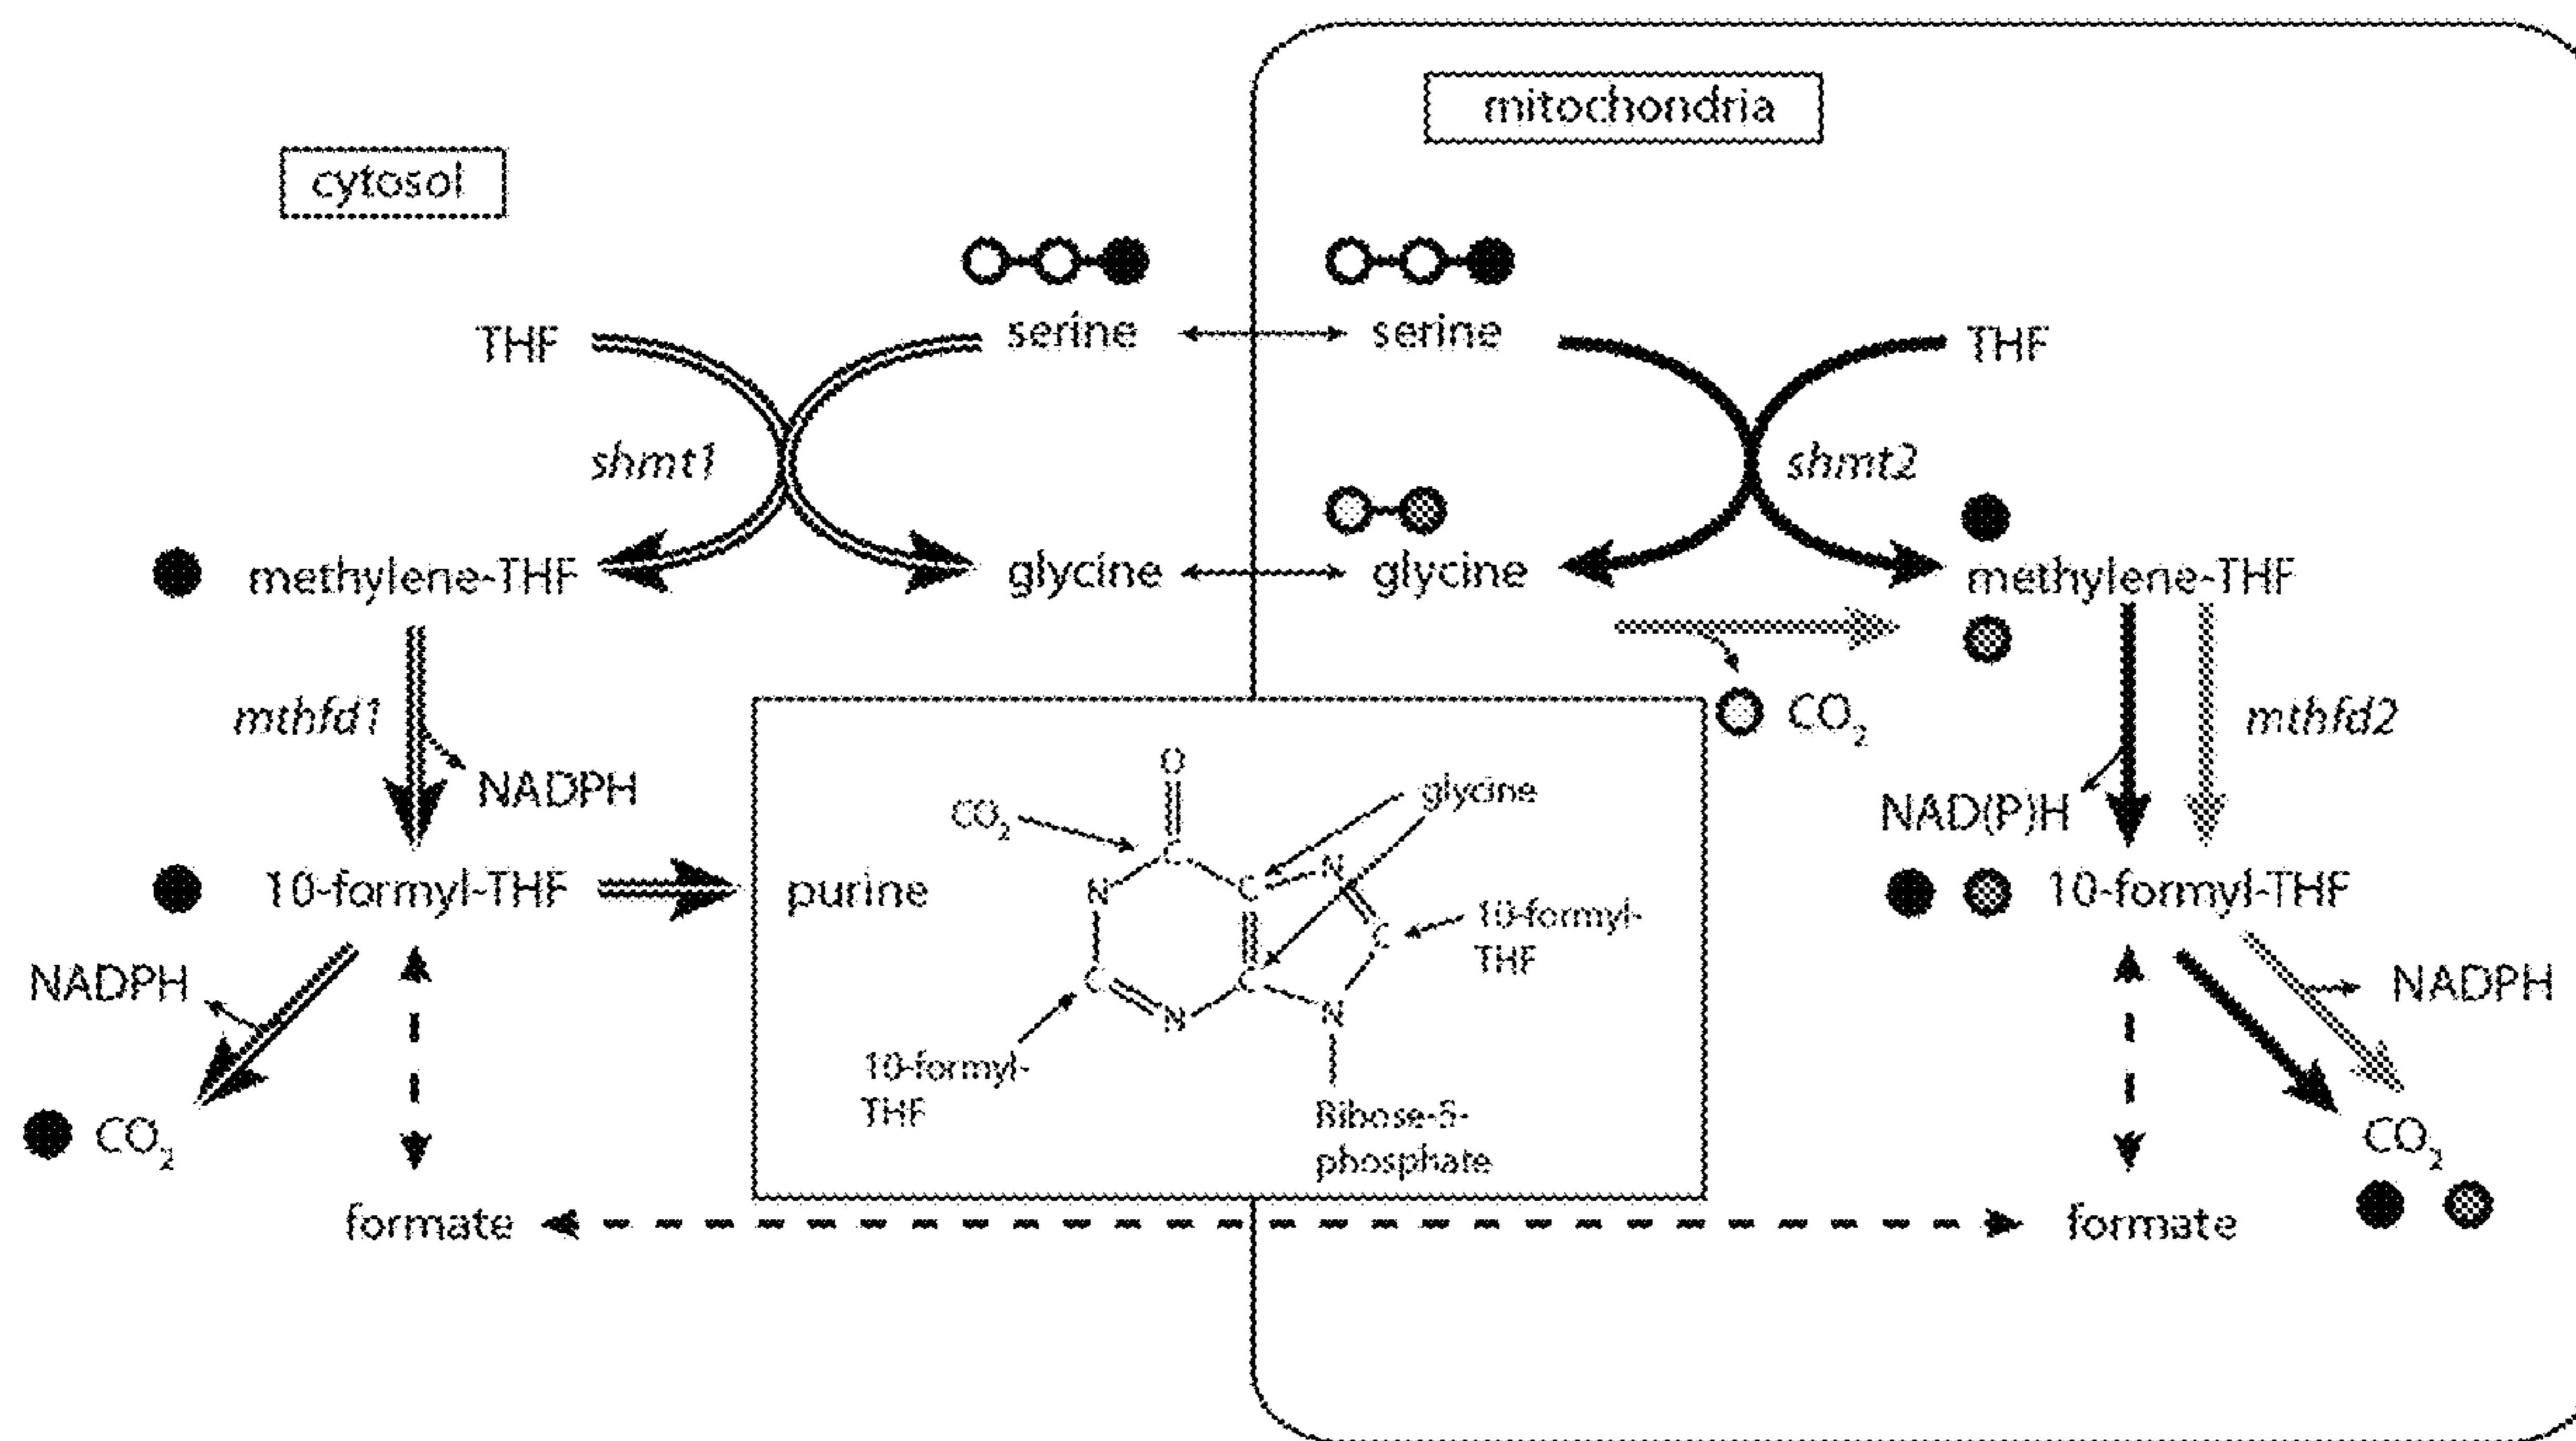 mitochondria
cytosol
serine
serine
THF
THF
shmt1
shmt2
methylene-THF
glycine
glycine
methylene-THF
mthfd1
CO2
mthfd2
NADPH
O
glycine
CO2
NAD(P)H
C
N
10-formyl-THF
purine
N
C
10-formyl-
THF
C
10-formyl-THF
NADPH
C
C
NADPH
N
N
10-formyl-
THF
Ribose-5-
phosphate
CO2
CO2
formate
formate